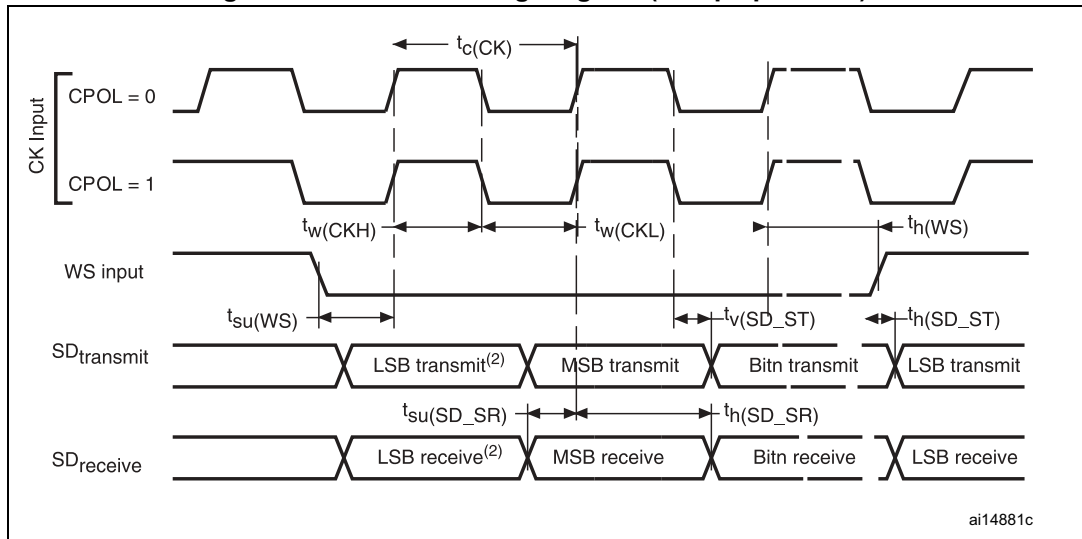 tc(CK)
CK Input
CPOL = 0
CPOL = 1
tw(CKH)
tw(CKL)
th(WS)
WS input
tsu(WS)
tv(SD_ST)
th(SD_ST)
SDtransmit
LSB transmit(2)
MSB transmit
Bitn transmit
LSB transmit
tsu(SD_SR)
th(SD_SR)
SDreceive
LSB receive(2)
MSB receive
Bitn receive
LSB receive
ai14881c